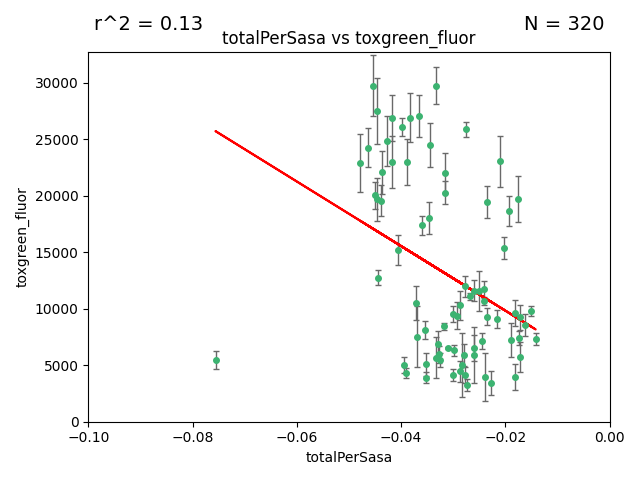 r^2 = 0.13
N = 320
totalPerSasa vs toxgreen_fluor
30000
25000
20000
15000
10000
5000
0
toxgreen_fluor
−0.10
−0.08
−0.06
−0.04
−0.02
0.00
totalPerSasa